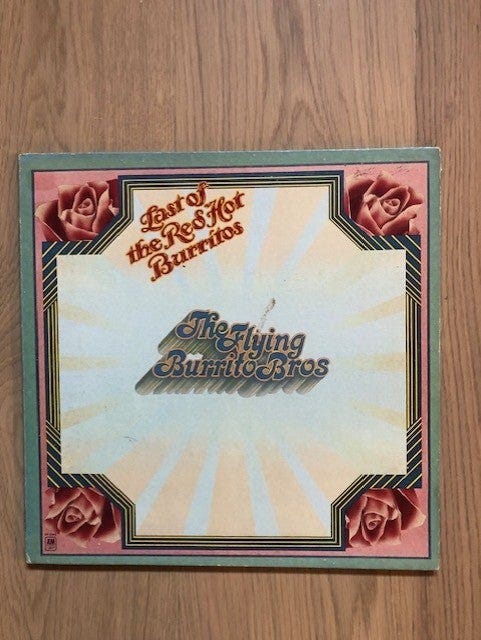 Last of
the Red Hot
Burritos
The Flying
Burrito Bros
A&M